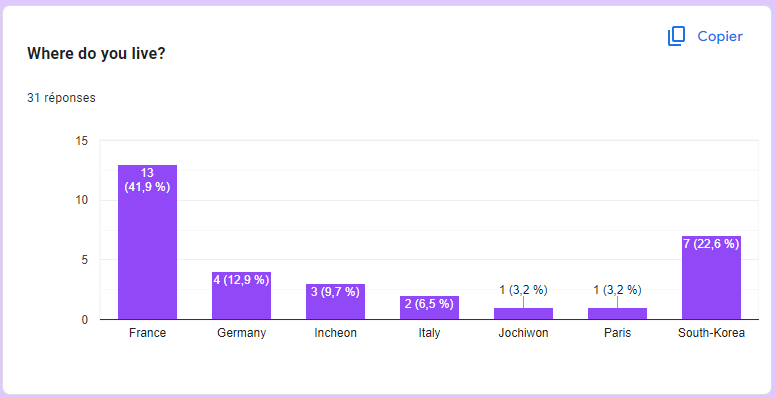 Copier
Where do you live?
31 réponses
15
10
5
0
13
(41,9 %)
4 (12,9 %)
3 (9,7 %)
2 (6,5 %)
1 (3,2 %)
1 (3,2 %)
7 (22,6 %)
France
Germany
Incheon
Italy
Jochiwon
Paris
South-Korea